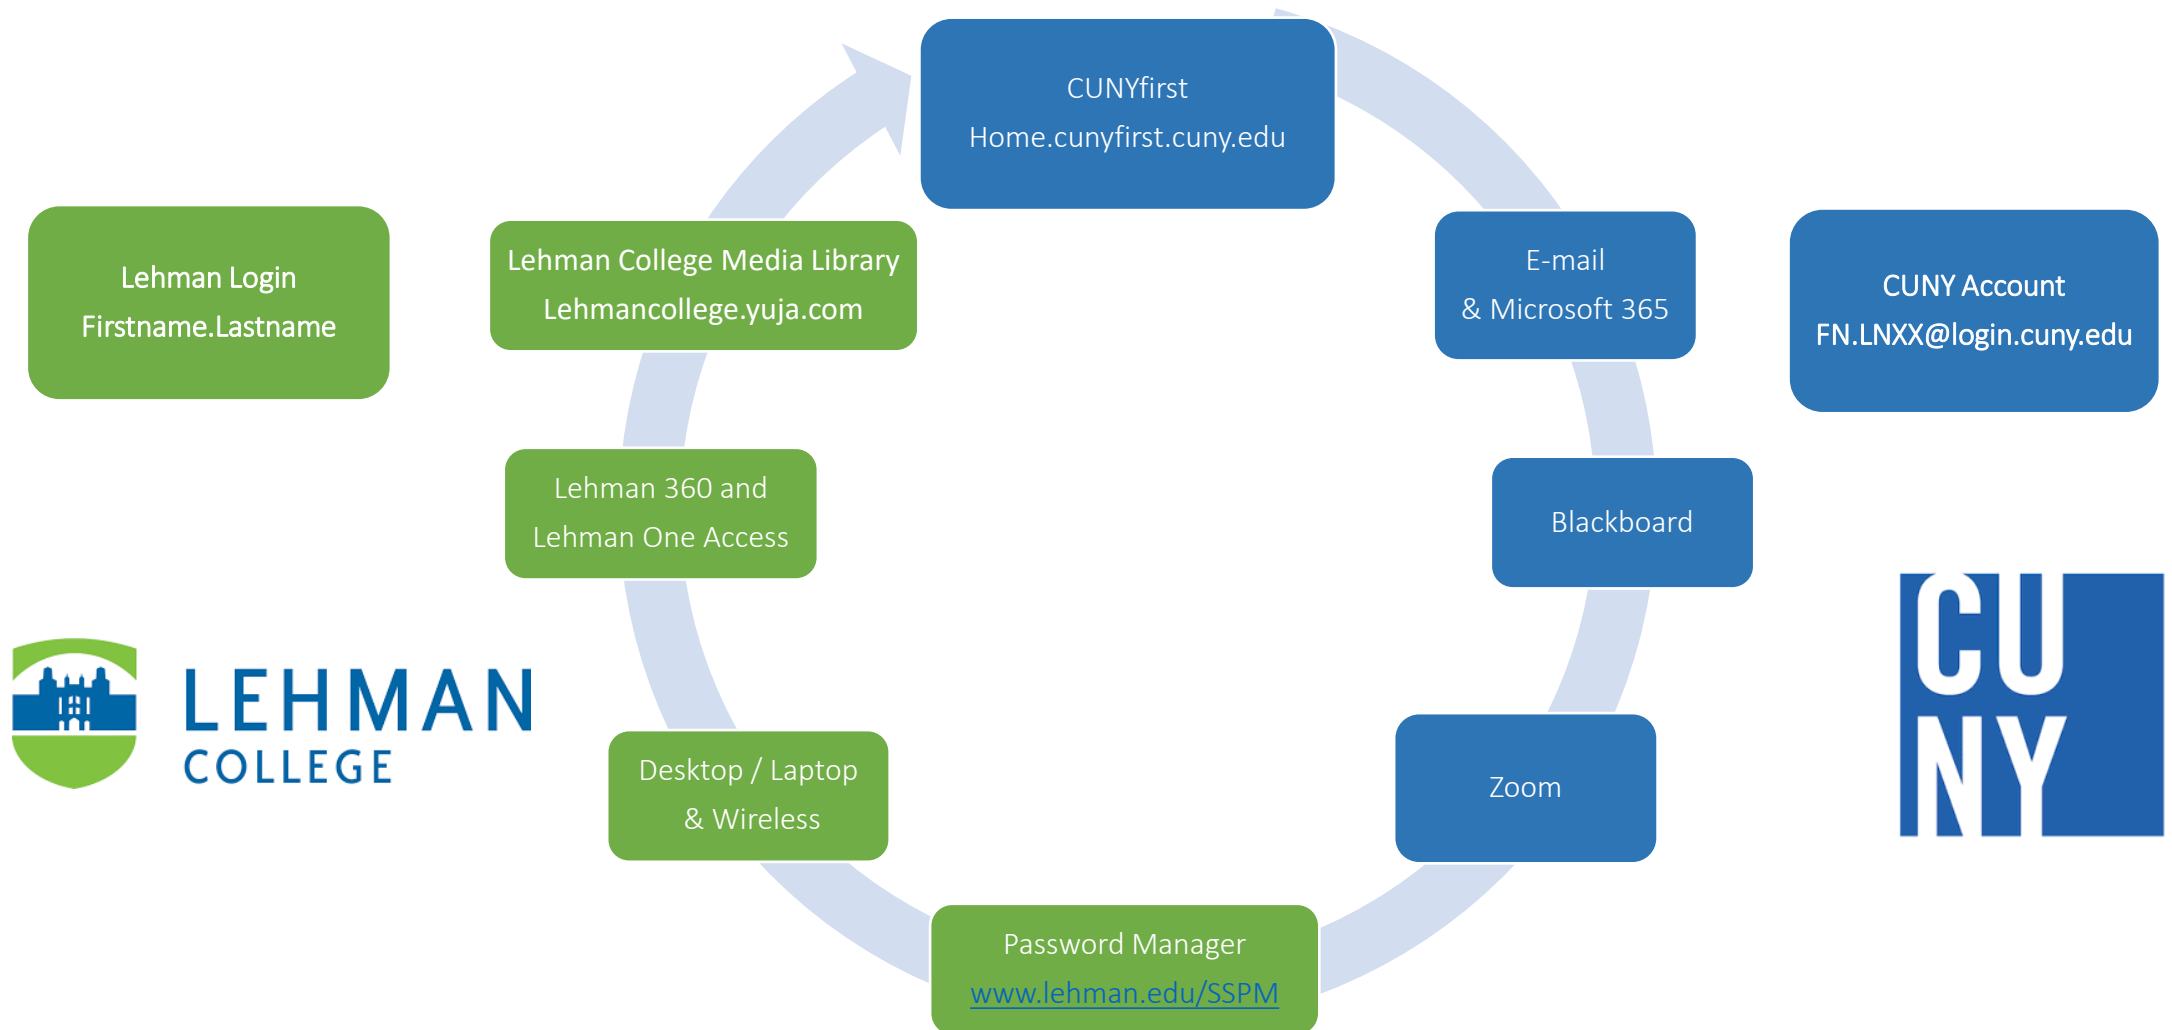 CUNYfirst
Home.cunyfirst.cuny.edu
Lehman Login
Firstname.Lastname
Lehman College Media Library
Lehmancollege.yuja.com
E-mail
& Microsoft 365
CUNY Account
FN.LNXX@login.cuny.edu
Lehman 360 and
Lehman One Access
Blackboard
LEHMAN
COLLEGE
CU
NY
Desktop / Laptop
& Wireless
Zoom
Password Manager
www.lehman.edu/SSPM